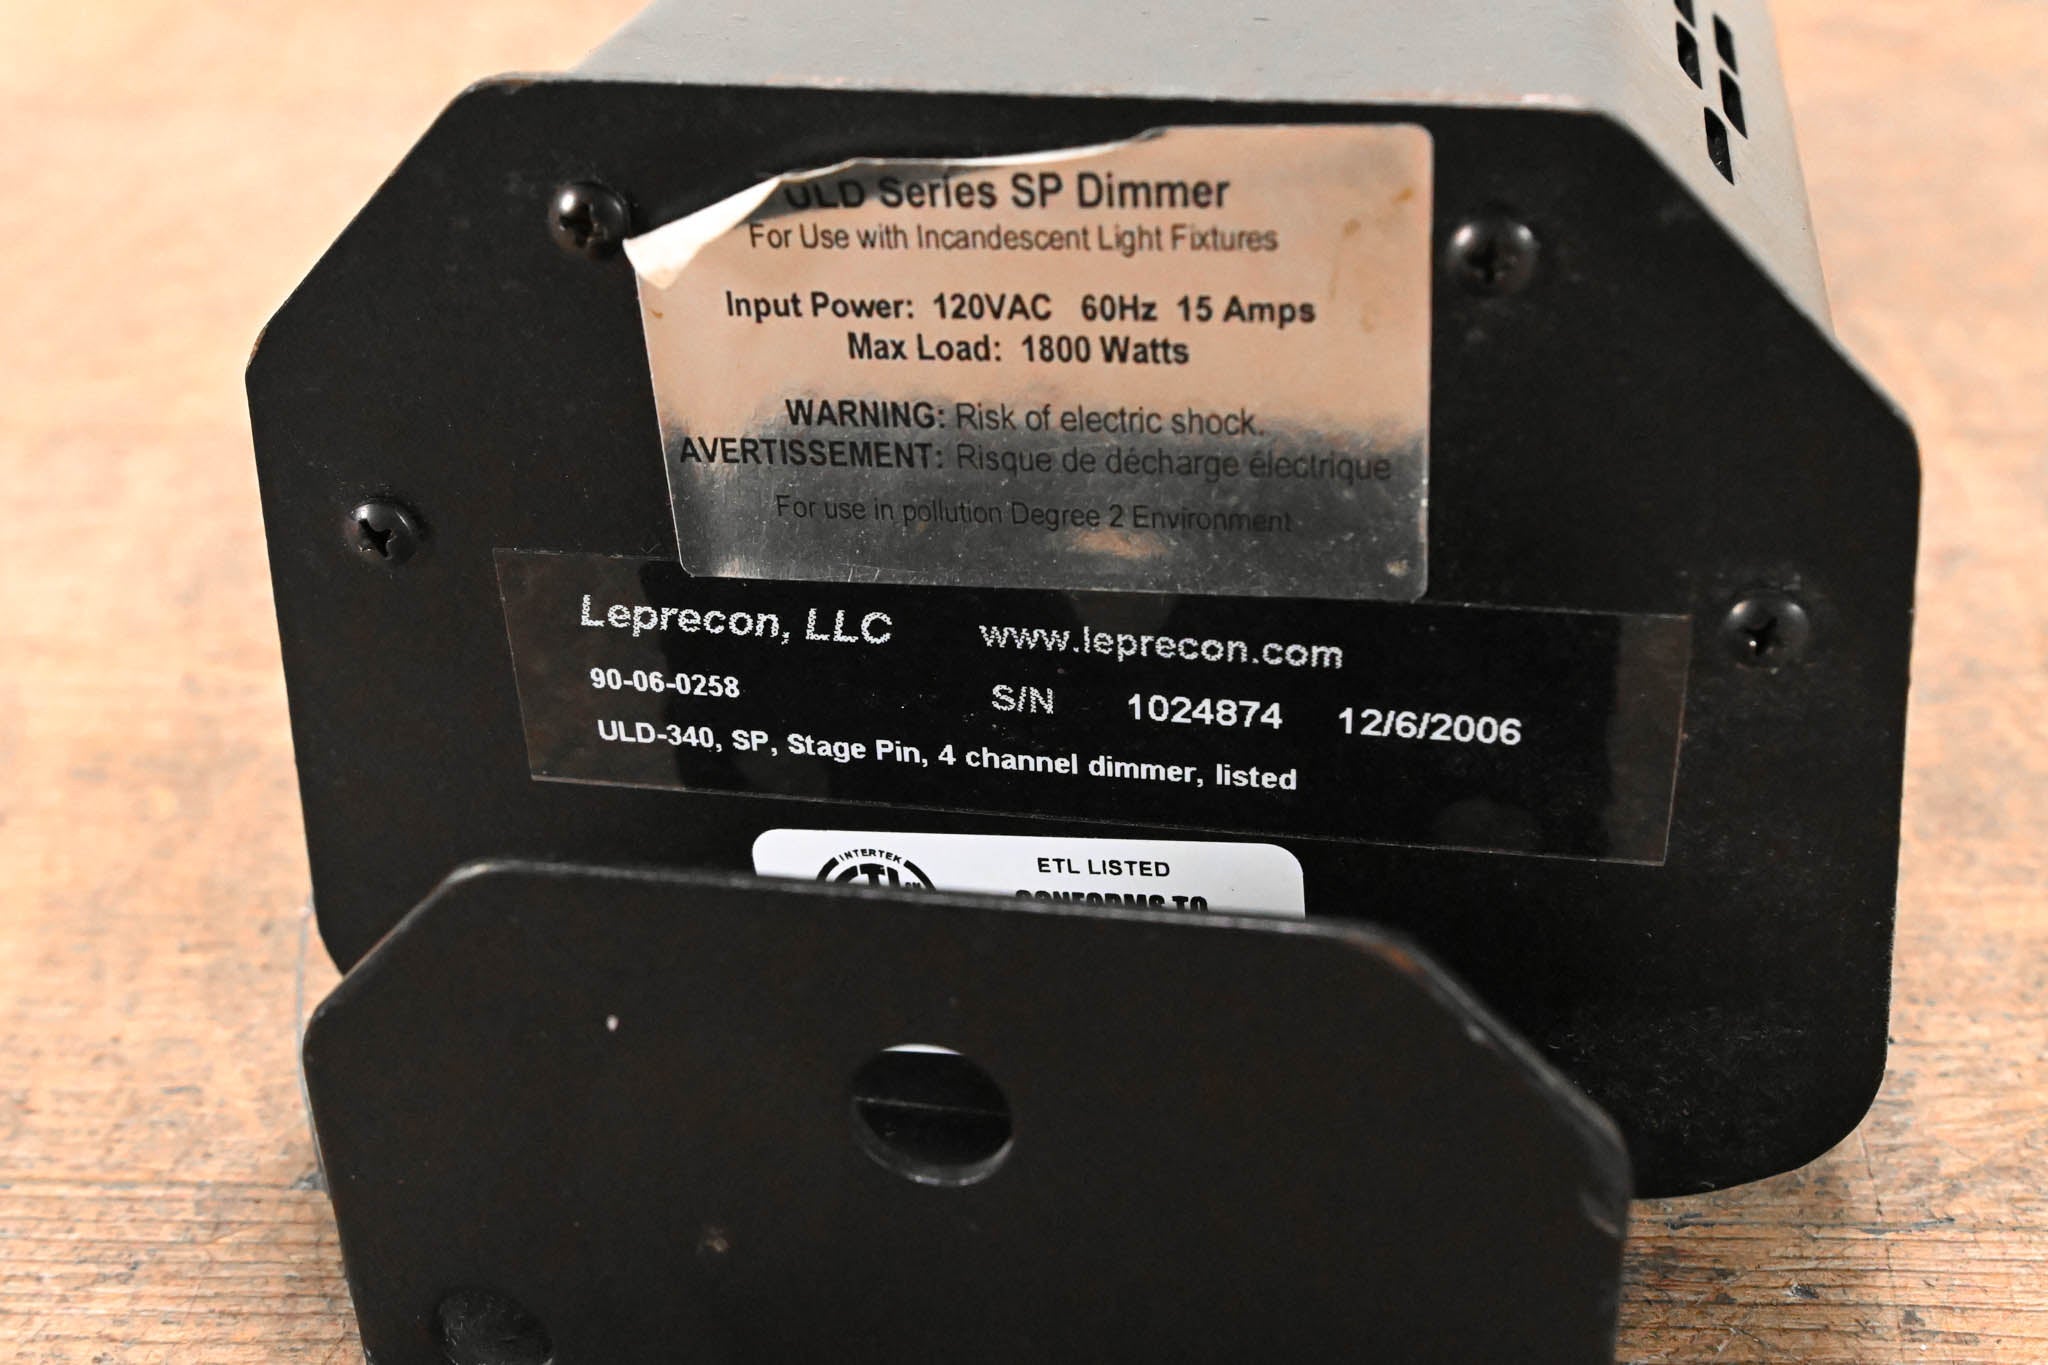 ULD Series SP Dimmer
For Use with Incandescent Light Fixtures
Input Power: 120VAC 60Hz 15 Amps
Max Load: 1800 Watts
WARNING: Risk of electric shock.
AVERTISSEMENT: Risque de décharge électrique
For use in pollution Degree 2 Environment
Leprecon, LLC www.leprecon.com
90-06-0258 S/N 1024874 12/6/2006
ULD-340, SP, Stage Pin, 4 channel dimmer, listed
INTERTEK
ETL LISTED
CONFORMS TO